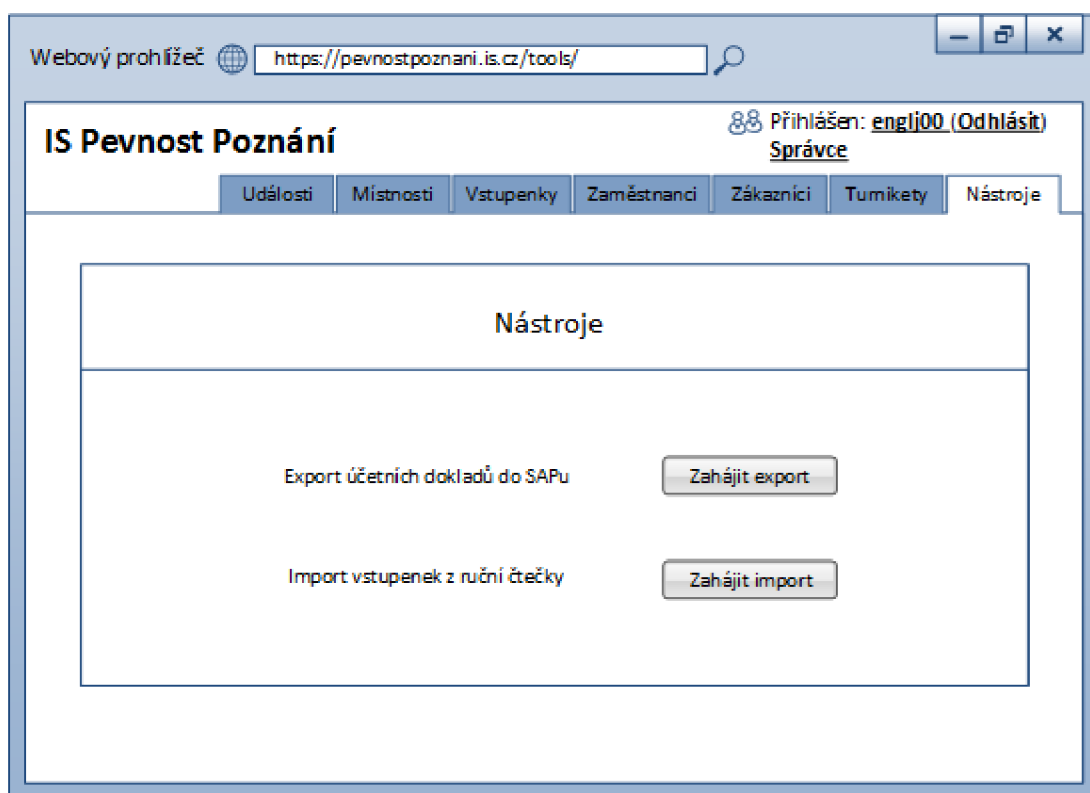 Webový prohlížeč https://pevnostpoznani.is.cz/tools/
IS Pevnost Poznání
Přihlášen: englj00 (Odhlásit)
Správce
Události Místnosti Vstupenky Zaměstnanci Zákazníci Turnikety Nástroje
Nástroje
Export účetních dokladů do SAPu Zahájit export
Import vstupenek z ruční čtečky Zahájit import